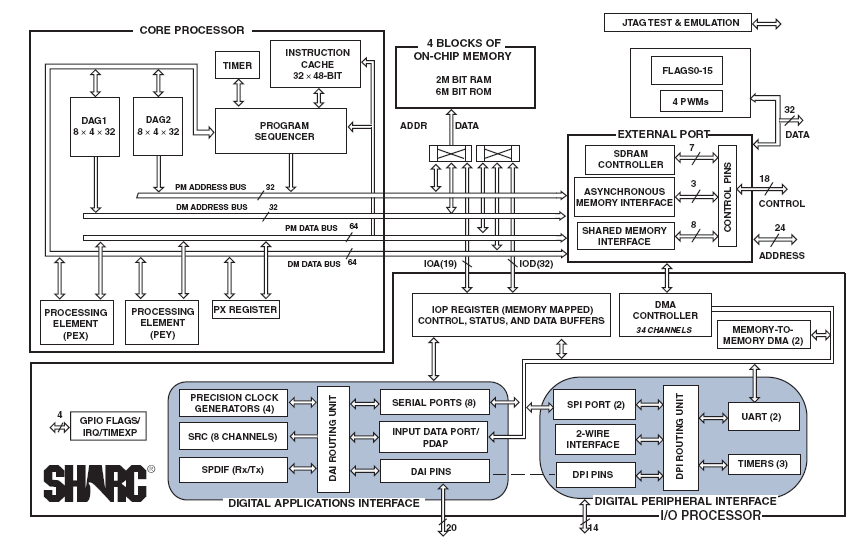 CORE PROCESSOR
TIMER
INSTRUCTION
CACHE
32 × 48-BIT
DAG1
8 × 4 × 32
DAG2
8 × 4 × 32
PROGRAM
SEQUENCER
PM ADDRESS BUS
32
DM ADDRESS BUS
32
PM DATA BUS
64
DM DATA BUS
64
PROCESSING
ELEMENT
(PEX)
PROCESSING
ELEMENT
(PEY)
PX REGISTER
4 BLOCKS OF
ON-CHIP MEMORY
2M BIT RAM
6M BIT ROM
ADDR
DATA
IOA(19)
IOD(32)
JTAG TEST & EMULATION
FLAGS0-15
4 PWMs
32
DATA
EXTERNAL PORT
SDRAM
CONTROLLER
7
ASYNCHRONOUS
MEMORY INTERFACE
3
SHARED MEMORY
INTERFACE
8
CONTROL PINS
18
CONTROL
24
ADDRESS
IOP REGISTER (MEMORY MAPPED)
CONTROL, STATUS, AND DATA BUFFERS
DMA
CONTROLLER
34 CHANNELS
MEMORY-TO-
MEMORY DMA (2)
4
GPIO FLAGS/
IRQ/TIMEXP
SHARC®
PRECISION CLOCK
GENERATORS (4)
SRC (8 CHANNELS)
SPDIF (Rx/Tx)
DAI ROUTING UNIT
SERIAL PORTS (8)
INPUT DATA PORT/
PDAP
DAI PINS
DIGITAL APPLICATIONS INTERFACE
20
SPI PORT (2)
2-WIRE
INTERFACE
DPI PINS
DPI ROUTING UNIT
UART (2)
TIMERS (3)
DIGITAL PERIPHERAL INTERFACE
14
I/O PROCESSOR